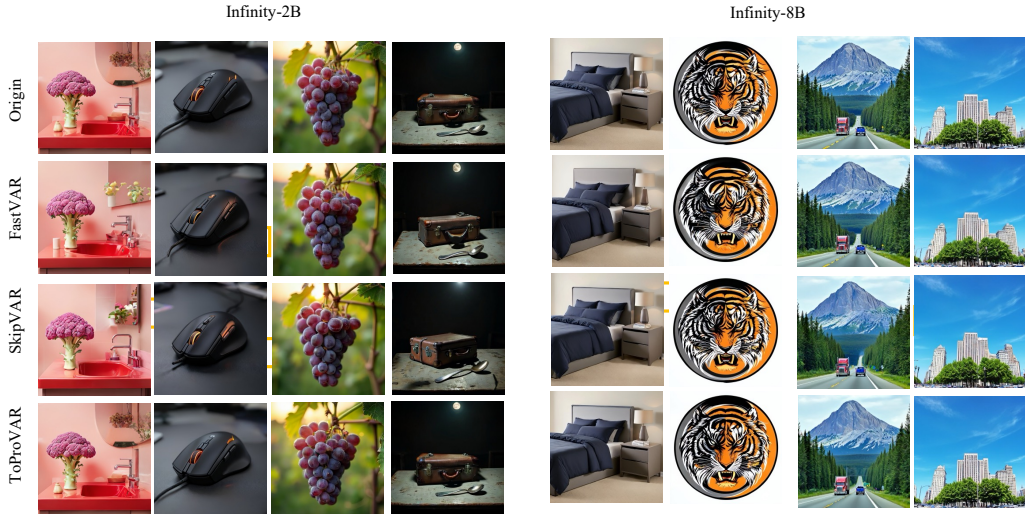 Infinity-2B
Infinity-8B
Origin
FastVAR
SkipVAR
ToProVAR